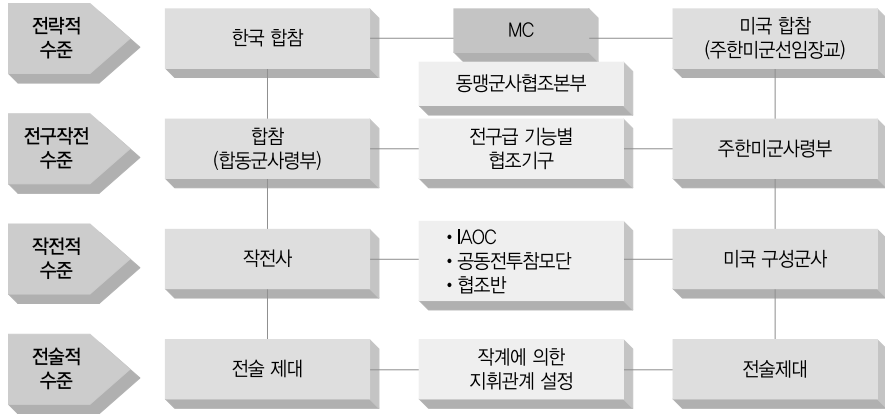 전략적
수준
한국 합참
MC
미국 합참
(주한미군선임장교)
동맹군사협조본부
전구작전
수준
합참
(합동군사령부)
전구급 기능별
협조기구
주한미군사령부
작전적
수준
작전사
• IAOC
• 공동전투참모단
• 협조반
미국 구성군사
전술적
수준
전술 제대
작계에 의한
지휘관계 설정
전술제대